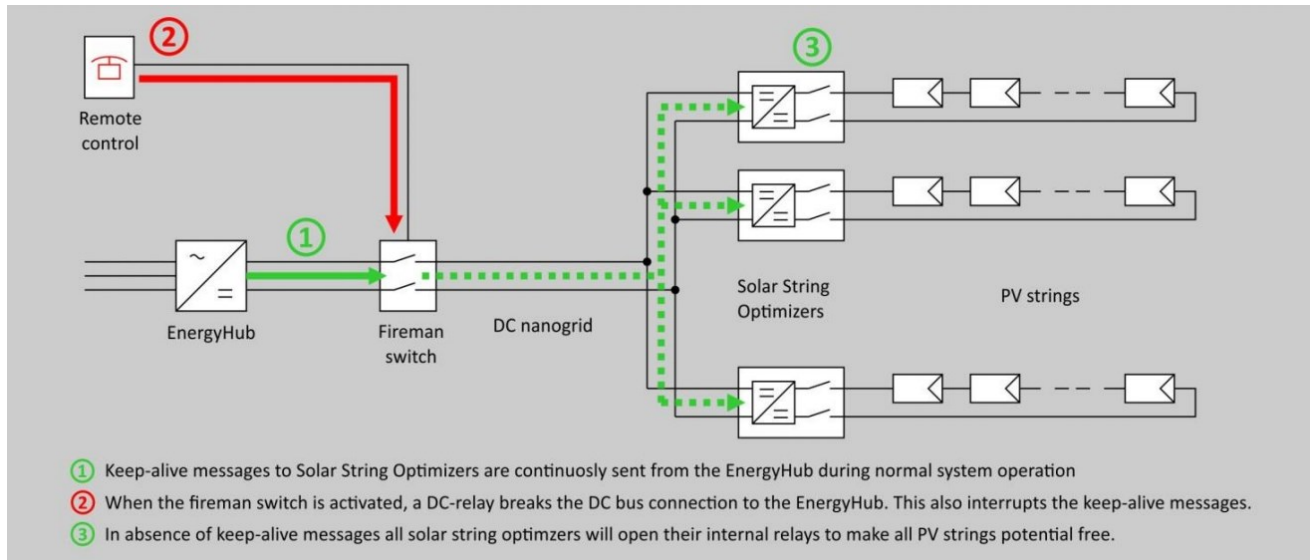 2
3
Remote
control
1
EnergyHub
Fireman
switch
DC nanogrid
Solar String
Optimizers
PV strings
1 Keep-alive messages to Solar String Optimizers are continuosly sent from the EnergyHub during normal system operation
2 When the fireman switch is activated, a DC-relay breaks the DC bus connection to the EnergyHub. This also interrupts the keep-alive messages.
3 In absence of keep-alive messages all solar string optimzers will open their internal relays to make all PV strings potential free.